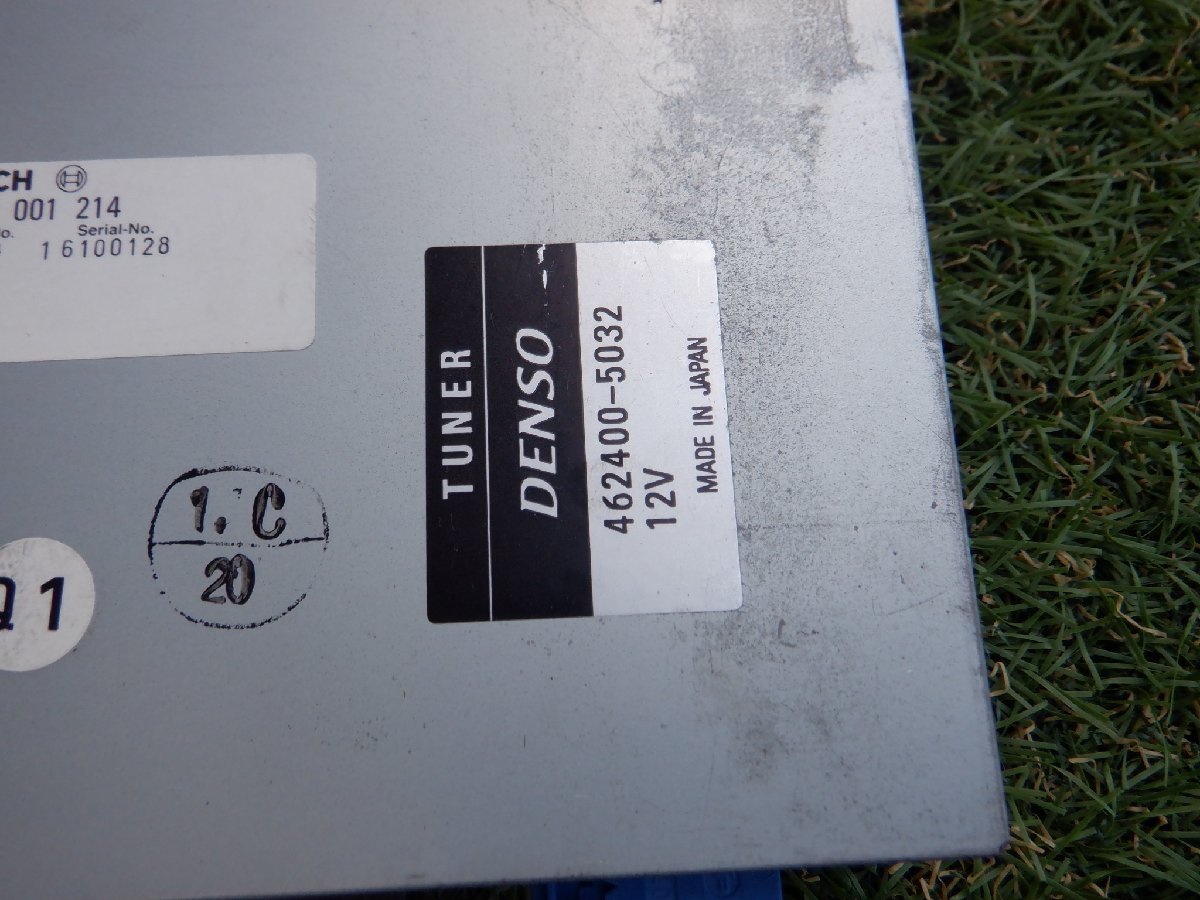 CH
001 214
Serial-No.
16100128
TUNER
DENSO
462400-5032
12V
MADE IN JAPAN
1. C
20
Q1